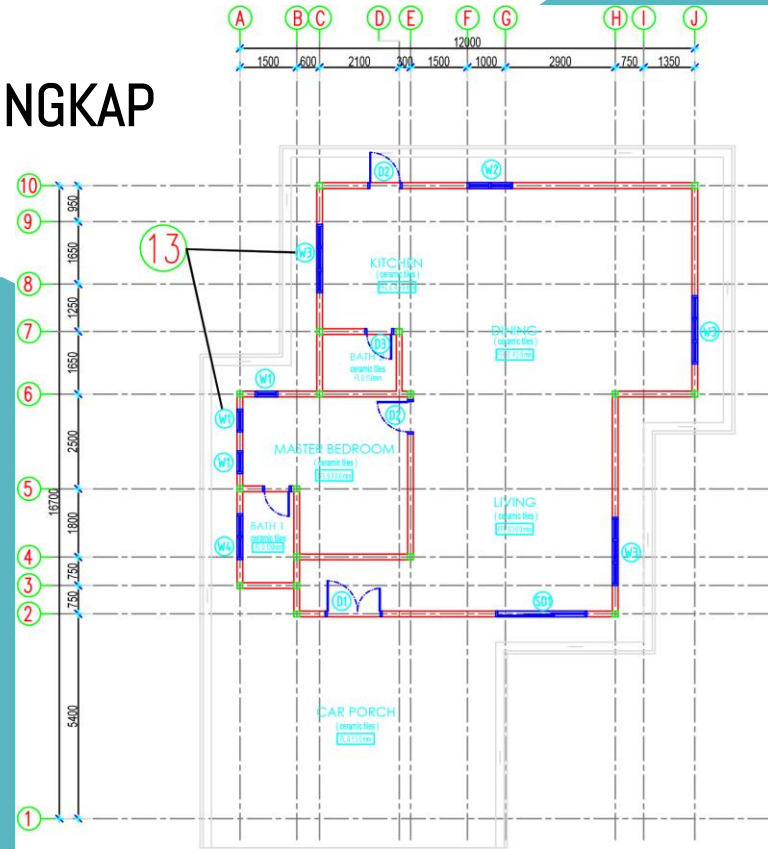 NGKAP
A B C D E F G H I J
12000
1500 600 2100 300 1500 1000 2900 750 1350
10
9
8
7
6
5
4
3
2
1
950
1650
1250
1650
2500
1800
750
750
5400
16700
13
D2
W2
W3
KITCHEN
(ceramic tiles)
DINING
(ceramic tiles)
W3
D3
BATH
ceramic tiles
W1
W1
D2
W1
MASTER BEDROOM
(ceramic tiles)
LIVING
(ceramic tiles)
BATH 1
ceramic tiles
W4
W3
D1
SD1
CAR PORCH
(ceramic tiles)